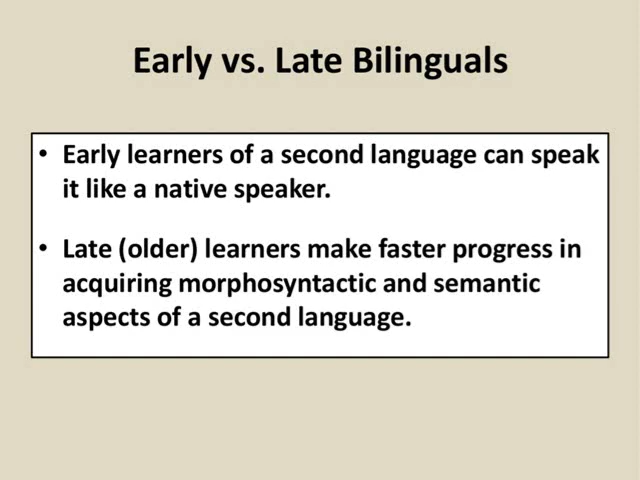 Early vs. Late Bilinguals
• Early learners of a second language can speak
it like a native speaker.
• Late (older) learners make faster progress in
acquiring morphosyntactic and semantic
aspects of a second language.